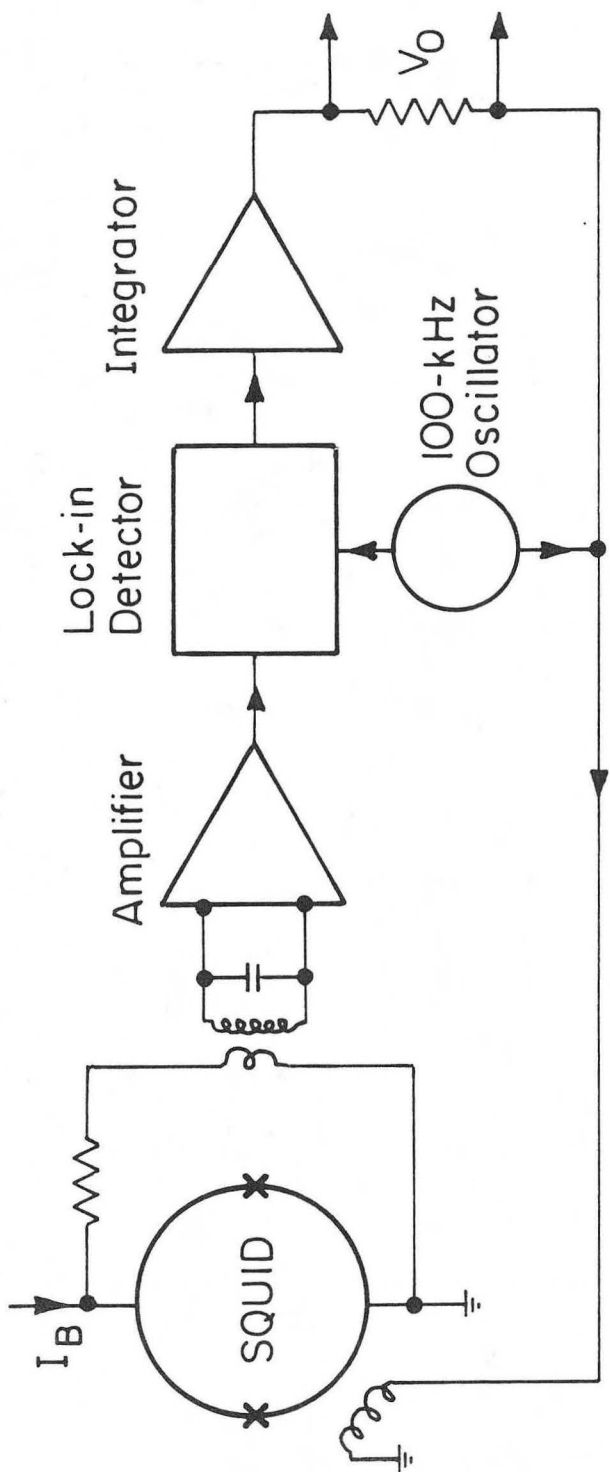 I_B
SQUID
Amplifier
Lock-in
Detector
Integrator
100-kHz
Oscillator
V_O